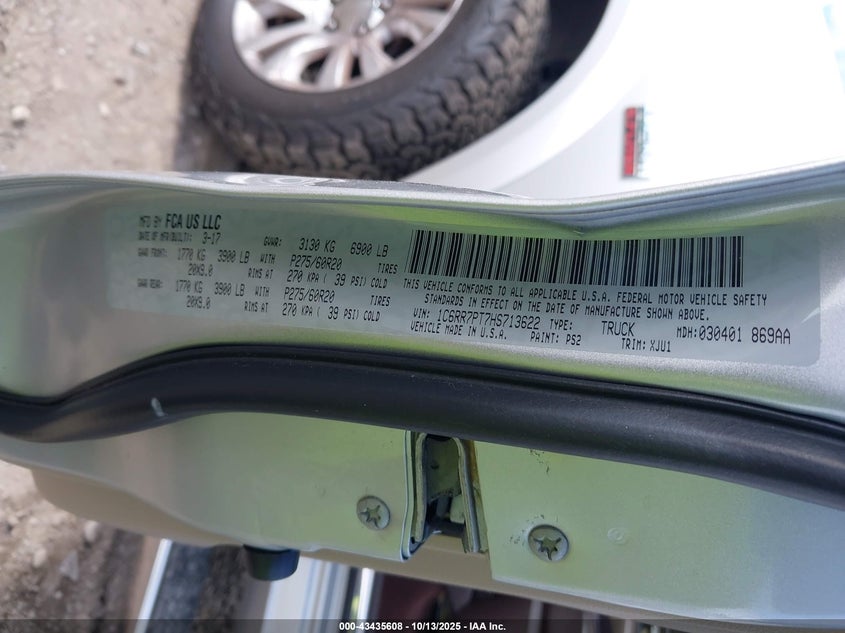 MFD BY FCA US LLC
DATE OF MFR/BUILT: 3-17 GVWR: 3130 KG 6900 LB
GAWR FRONT: 1770 KG 3900 LB WITH P275/60R20 TIRES
20X9.0 RIMS AT 270 KPA ( 39 PSI) COLD
GAWR REAR: 1770 KG 3900 LB WITH P275/60R20 TIRES
20X9.0 RIMS AT 270 KPA ( 39 PSI) COLD
THIS VEHICLE CONFORMS TO ALL APPLICABLE U.S.A. FEDERAL MOTOR VEHICLE SAFETY
STANDARDS IN EFFECT ON THE DATE OF MANUFACTURE SHOWN ABOVE.
VIN: 1C6RR7PT7HS713622 TYPE: TRUCK MDH: 030401 869AA
VEHICLE MADE IN U.S.A. PAINT: PS2 TRIM: XJU1
000-43435608 - 10/13/2025 - IAA Inc.